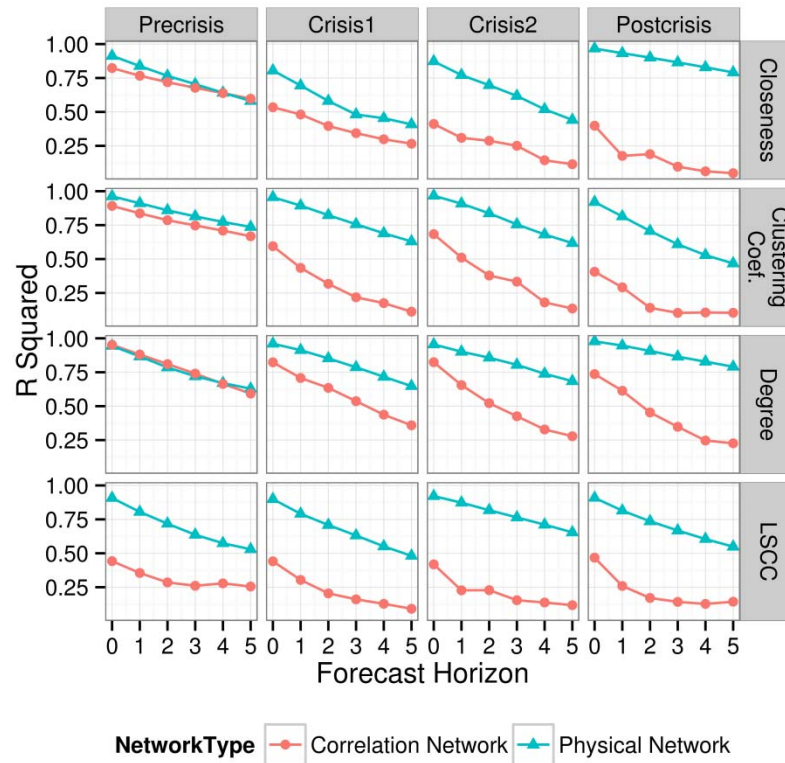 Precrisis Crisis1 Crisis2 Postcrisis
1.00
0.75
0.50
0.25
Closeness
1.00
0.75
0.50
0.25
Clustering
Coef.
1.00
0.75
0.50
0.25
Degree
1.00
0.75
0.50
0.25
LSCC
R Squared
0 1 2 3 4 5 0 1 2 3 4 5 0 1 2 3 4 5 0 1 2 3 4 5
Forecast Horizon
NetworkType Correlation Network Physical Network